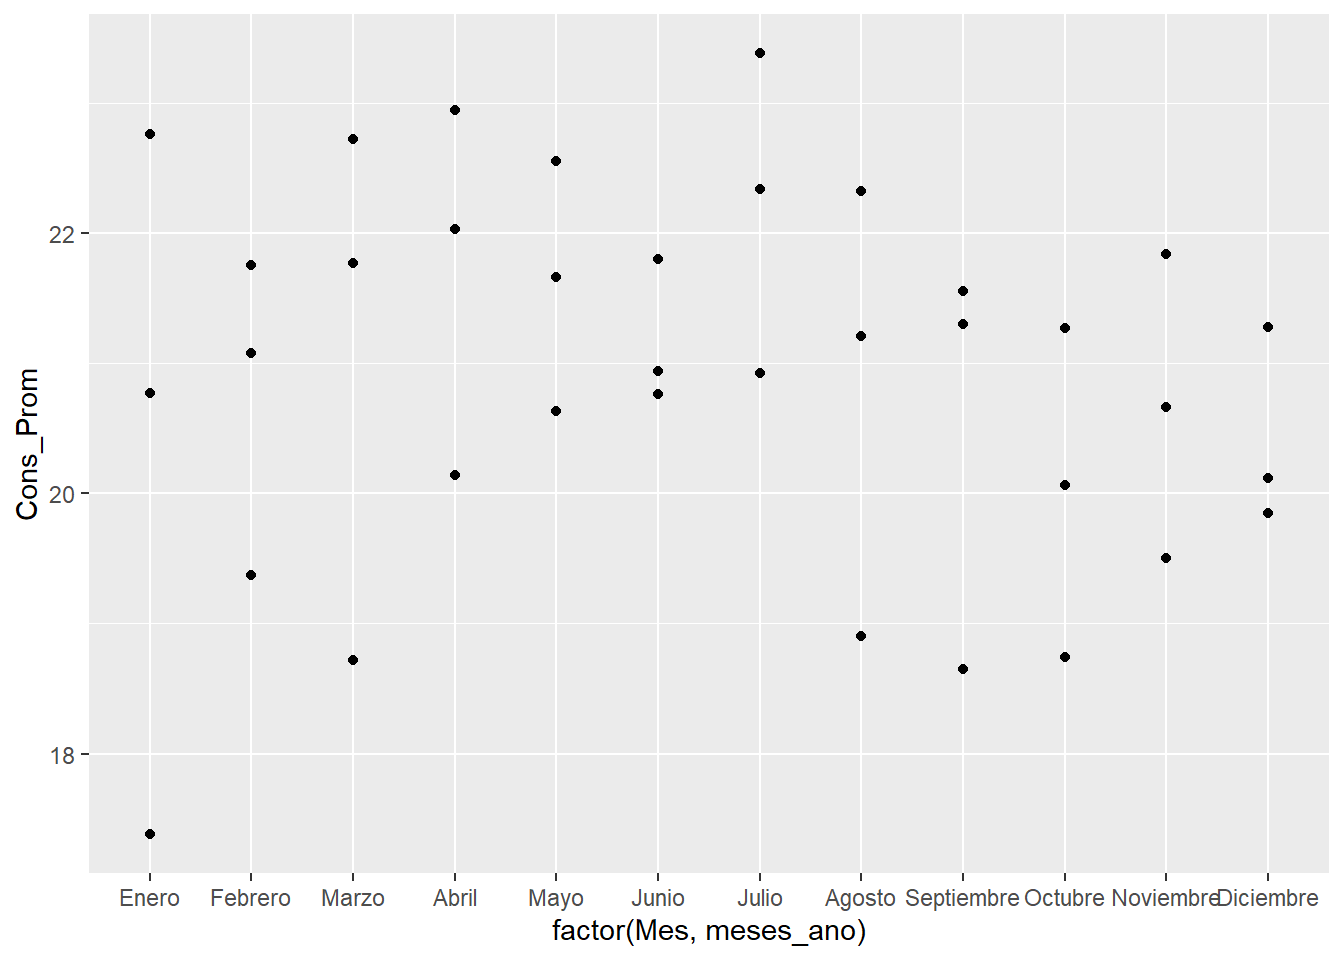 Cons_Prom
22
20
18
Enero Febrero Marzo Abril Mayo Junio Julio Agosto Septiembre Octubre Noviembre Diciembre
factor(Mes, meses_ano)